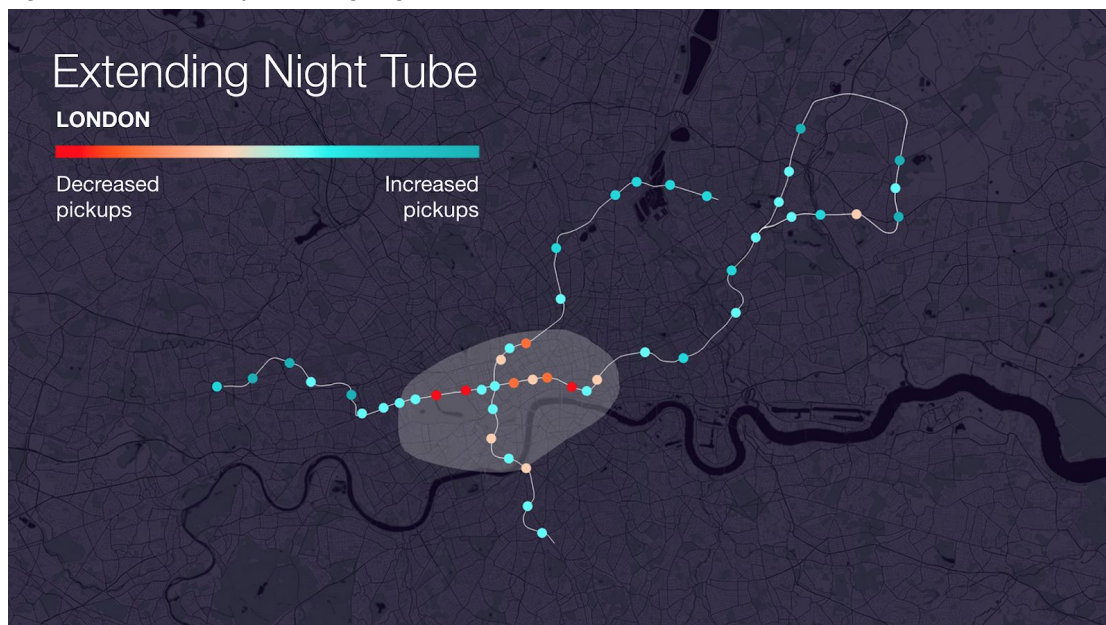 Extending Night Tube
LONDON
Decreased
pickups
Increased
pickups